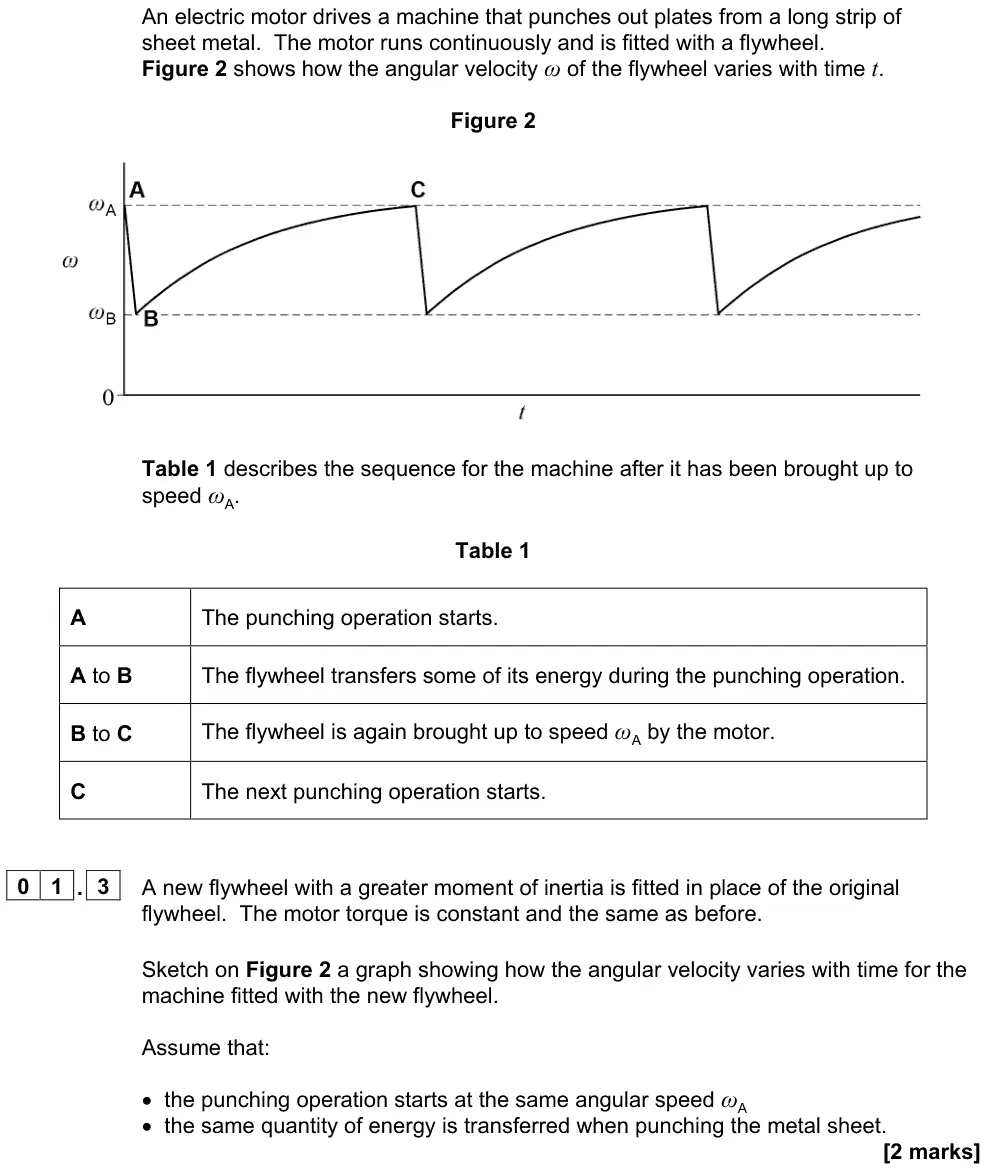 An electric motor drives a machine that punches out plates from a long strip of
sheet metal. The motor runs continuously and is fitted with a flywheel.
Figure 2 shows how the angular velocity ω of the flywheel varies with time t.
Figure 2
A
C
ωA
ω
ωB
B
0
t
Table 1 describes the sequence for the machine after it has been brought up to
speed ωA.
Table 1
A The punching operation starts.
A to B The flywheel transfers some of its energy during the punching operation.
B to C The flywheel is again brought up to speed ωA by the motor.
C The next punching operation starts.
0 1 . 3 A new flywheel with a greater moment of inertia is fitted in place of the original
flywheel. The motor torque is constant and the same as before.
Sketch on Figure 2 a graph showing how the angular velocity varies with time for the
machine fitted with the new flywheel.
Assume that:
• the punching operation starts at the same angular speed ωA
• the same quantity of energy is transferred when punching the metal sheet.
[2 marks]